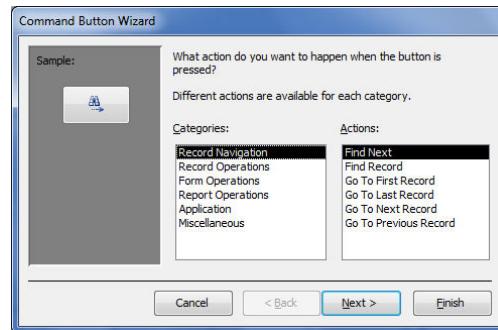 Command Button Wizard
Sample:
What action do you want to happen when the button is
pressed?
Different actions are available for each category.
Categories:
Actions:
Record Navigation
Record Operations
Form Operations
Report Operations
Application
Miscellaneous
Find Next
Find Record
Go To First Record
Go To Last Record
Go To Next Record
Go To Previous Record
Cancel
< Back
Next >
Finish